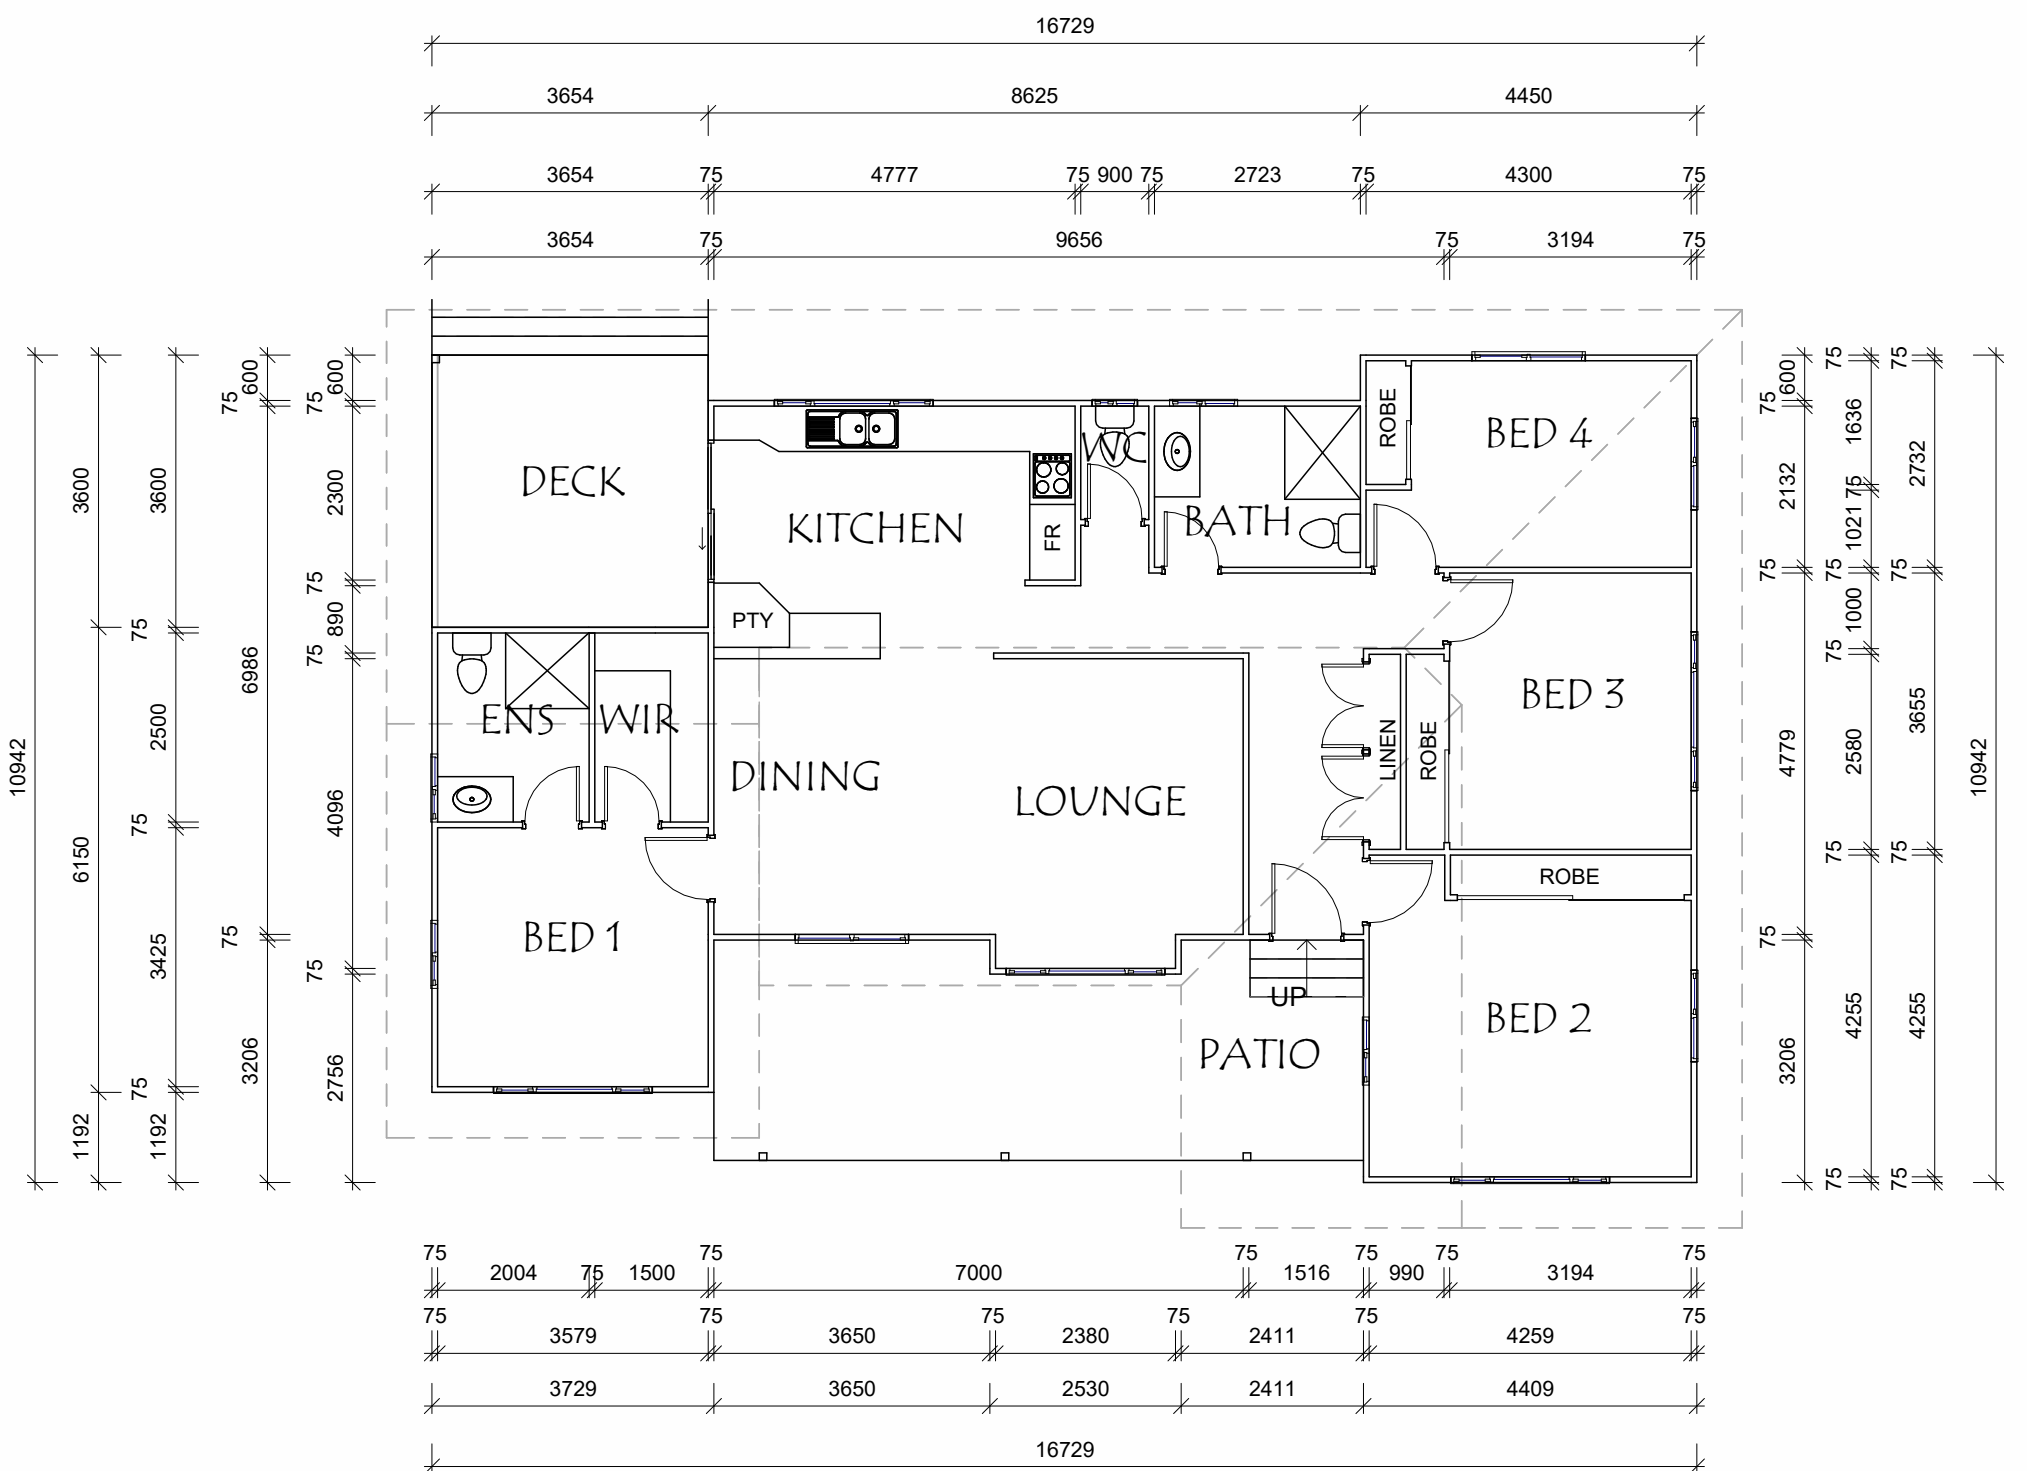 16729
3654 8625 4450
3654 75 4777 75 900 75 2723 75 4300 75
3654 75 9656 75 3194 75
10942
3600 6150 1192
3600 75 2500 75 3425 75 1192
600 75 6986 75 3206
600 75 2300 75 890 75 4096 75 2756
DECK
KITCHEN
FR
WC
BATH
ROBE
BED 4
PTY
ENS
WIR
DINING
LOUNGE
LINEN
ROBE
BED 3
ROBE
BED 1
UP
PATIO
BED 2
600 75 2132 75 4779 75 3206
75 1636 75 1021 75 1000 75 2580 75 4255 75
75 2732 75 3655 75 4255 75
10942
75 2004 75 1500 75 7000 75 1516 75 990 75 3194 75
75 3579 75 3650 75 2380 75 2411 75 4259 75
3729 3650 2530 2411 4409
16729